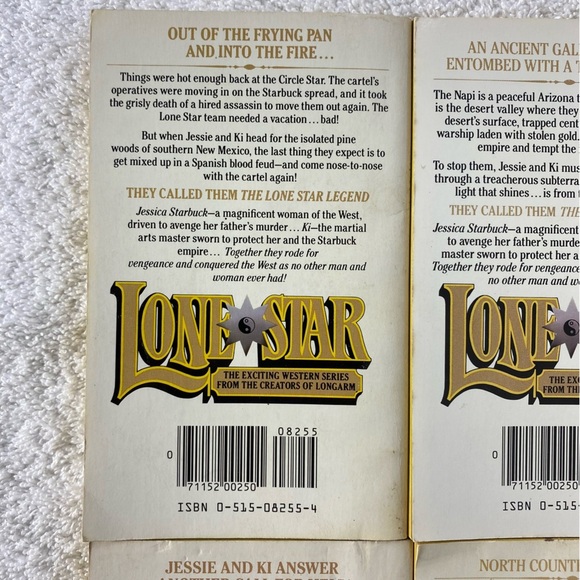 OUT OF THE FRYING PAN
AND INTO THE FIRE...
Things were hot enough back at the Circle Star. The cartel's
operatives were moving in on the Starbuck spread, and it took
the grisly death of a hired assassin to move them out again. The
Lone Star team needed a vacation...bad!
But when Jessie and Ki head for the isolated pine
woods of southern New Mexico, the last thing they expect is to
get mixed up in a Spanish blood feud—and come nose-to-nose
with the cartel again!
THEY CALLED THEM THE LONE STAR LEGEND
Jessica Starbuck—a magnificent woman of the West,
driven to avenge her father's murder... Ki—the martial
arts master sworn to protect her and the Starbuck
empire... Together they rode for
vengeance and conquered the West as no other man and
woman ever had!
LONE STAR
THE EXCITING WESTERN SERIES
FROM THE CREATORS OF LONGARM
08255
0
71152 00250
ISBN 0-515-08255-4
AN ANCIENT GAL
ENTOMBED WITH A T
The Napi is a peaceful Arizona t
is the desert valley where they
desert's surface, trapped cent
warship laden with stolen gold.
empire and tempt the
To stop them, Jessie and Ki mus
through a treacherous subterra
light that shines...is from
THEY CALLED THEM THE
Jessica Starbuck—a magnificent
to avenge her father's murder
master sworn to protect her a
Together they rode for vengeance
no other man and wo
LONE
THE EXC
FROM THE
0
71152
ISBN 0-515-
JESSIE AND KI ANSWER
NORTH COUNT